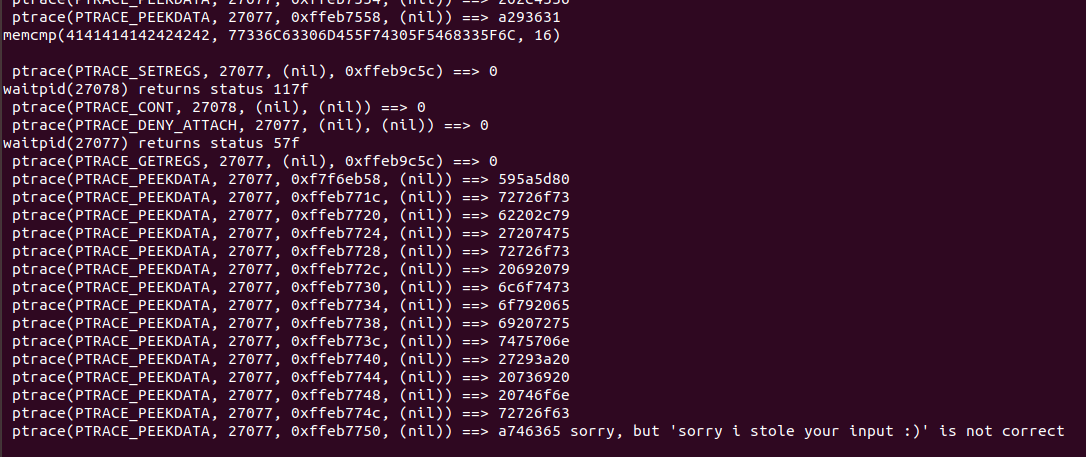 ptrace(PTRACE_PEEKDATA, 27077, 0xffeb7558, (nil)) ==> a293631
memcmp(4141414142424242, 77336C63306D455F74305F5468335F6C, 16)
ptrace(PTRACE_SETREGS, 27077, (nil), 0xffeb9c5c) ==> 0
waitpid(27078) returns status 117f
ptrace(PTRACE_CONT, 27078, (nil), (nil)) ==> 0
ptrace(PTRACE_DENY_ATTACH, 27077, (nil), (nil)) ==> 0
waitpid(27077) returns status 57f
ptrace(PTRACE_GETREGS, 27077, (nil), 0xffeb9c5c) ==> 0
ptrace(PTRACE_PEEKDATA, 27077, 0xf7f6eb58, (nil)) ==> 595a5d80
ptrace(PTRACE_PEEKDATA, 27077, 0xffeb771c, (nil)) ==> 72726f73
ptrace(PTRACE_PEEKDATA, 27077, 0xffeb7720, (nil)) ==> 62202c79
ptrace(PTRACE_PEEKDATA, 27077, 0xffeb7724, (nil)) ==> 27207475
ptrace(PTRACE_PEEKDATA, 27077, 0xffeb7728, (nil)) ==> 72726f73
ptrace(PTRACE_PEEKDATA, 27077, 0xffeb772c, (nil)) ==> 20692079
ptrace(PTRACE_PEEKDATA, 27077, 0xffeb7730, (nil)) ==> 6c6f7473
ptrace(PTRACE_PEEKDATA, 27077, 0xffeb7734, (nil)) ==> 6f792065
ptrace(PTRACE_PEEKDATA, 27077, 0xffeb7738, (nil)) ==> 69207275
ptrace(PTRACE_PEEKDATA, 27077, 0xffeb773c, (nil)) ==> 7475706e
ptrace(PTRACE_PEEKDATA, 27077, 0xffeb7740, (nil)) ==> 27293a20
ptrace(PTRACE_PEEKDATA, 27077, 0xffeb7744, (nil)) ==> 20736920
ptrace(PTRACE_PEEKDATA, 27077, 0xffeb7748, (nil)) ==> 20746f6e
ptrace(PTRACE_PEEKDATA, 27077, 0xffeb774c, (nil)) ==> 72726f63
ptrace(PTRACE_PEEKDATA, 27077, 0xffeb7750, (nil)) ==> a746365 sorry, but 'sorry i stole your input :)' is not correct